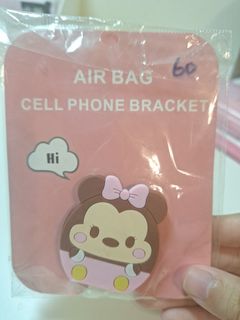 AIR BAG
60
CELL PHONE BRACKET
Hi